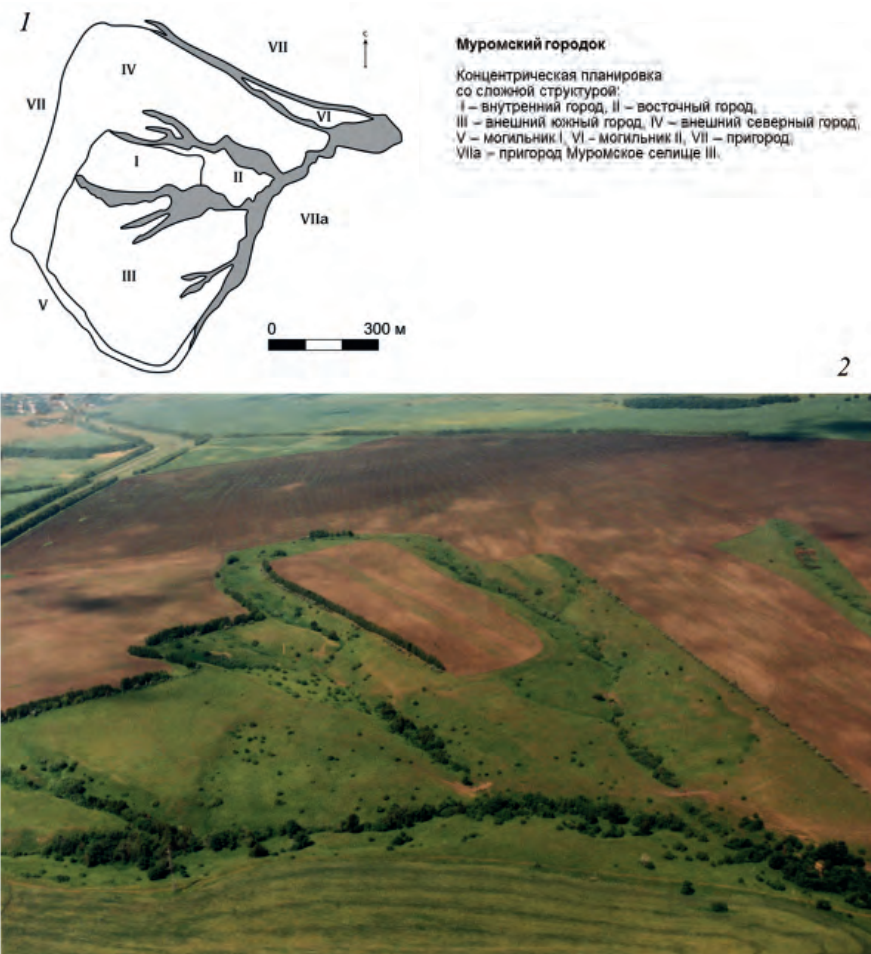 1
VII
IV
с
VII
VI
I
II
VIIa
III
V
0 300 м
Муромский городок
Концентрическая планировка
со сложной структурой:
I – внутренний город, II – восточный город,
III – внешний южный город, IV – внешний северный город,
V – могильник I, VI – могильник II, VII – пригород,
VIIa – пригород Муромское селище III.
2